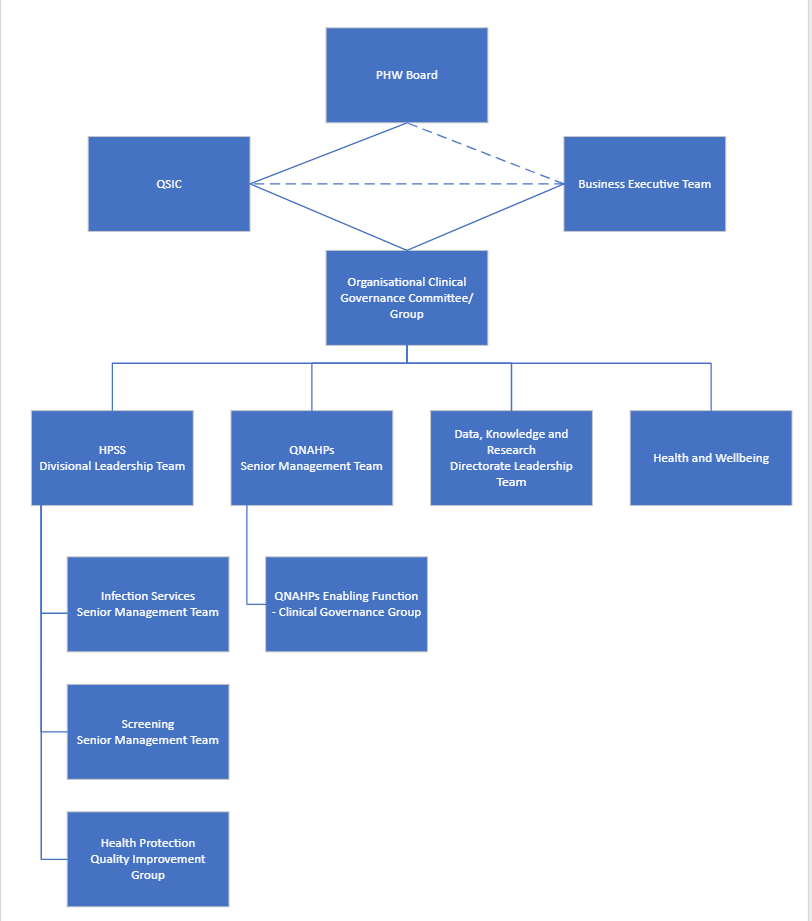 PHW Board
QSIC
Business Executive Team
Organisational Clinical
Governance Committee/
Group
HPSS
Divisional Leadership Team
QNAHPs
Senior Management Team
Data, Knowledge and
Research
Directorate Leadership
Team
Health and Wellbeing
Infection Services
Senior Management Team
QNAHPs Enabling Function
- Clinical Governance Group
Screening
Senior Management Team
Health Protection
Quality Improvement
Group